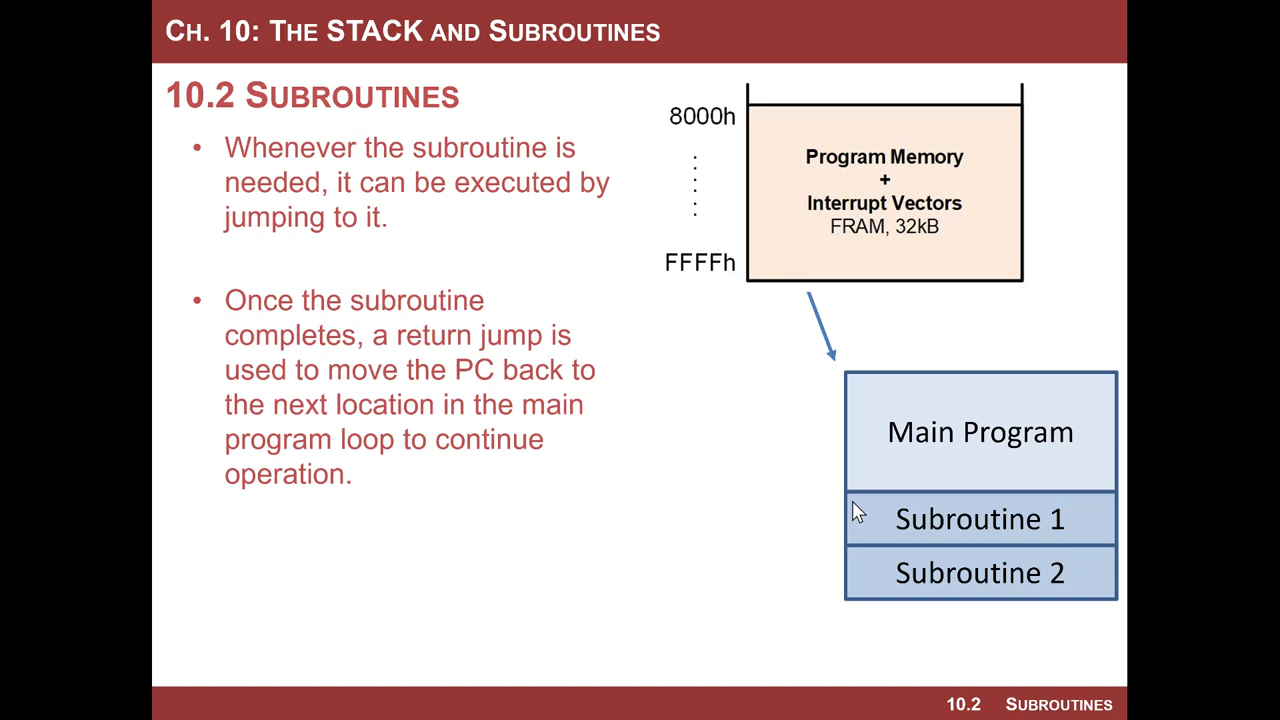 CH. 10: THE STACK AND SUBROUTINES
10.2 SUBROUTINES
• Whenever the subroutine is
needed, it can be executed by
jumping to it.
• Once the subroutine
completes, a return jump is
used to move the PC back to
the next location in the main
program loop to continue
operation.
8000h
FFFFh
Program Memory
+
Interrupt Vectors
FRAM, 32kB
Main Program
Subroutine 1
Subroutine 2
10.2 SUBROUTINES